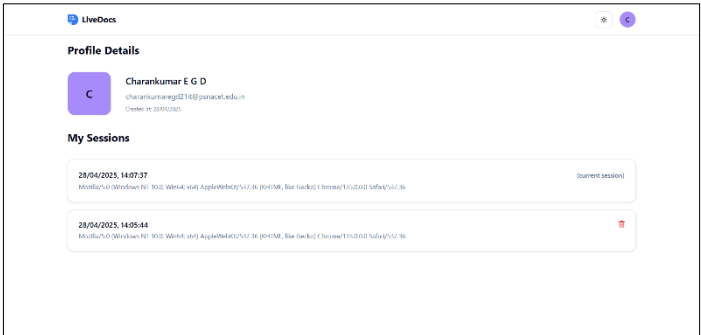 LiveDocs
C
Profile Details
C
Charankumar E G D
charankumaregd21it@psnacet.edu.in
Created at: 28/04/2025
My Sessions
28/04/2025, 14:07:37
(current session)
Mozilla/5.0 (Windows NT 10.0; Win64; x64) AppleWebKit/537.36 (KHTML, like Gecko) Chrome/135.0.0.0 Safari/537.36
28/04/2025, 14:05:44
Mozilla/5.0 (Windows NT 10.0; Win64; x64) AppleWebKit/537.36 (KHTML, like Gecko) Chrome/135.0.0.0 Safari/537.36